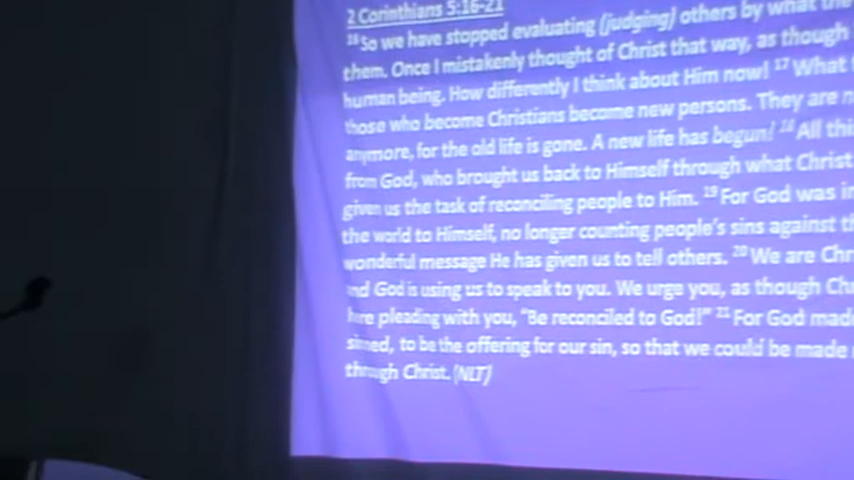 2 Corinthians 5:16-21
16 So we have stopped evaluating (judging) others by what the
them. Once I mistakenly thought of Christ that way, as though
human being. How differently I think about Him now! 17 What
those who become Christians become new persons. They are
anymore, for the old life is gone. A new life has begun! 18 All thi
from God, who brought us back to Himself through what Christ
given us the task of reconciling people to Him. 19 For God was in
the world to Himself, no longer counting people's sins against th
wonderful message He has given us to tell others. 20 We are Chr
and God is using us to speak to you. We urge you, as though Chr
here pleading with you, "Be reconciled to God!" 21 For God made
sinned, to be the offering for our sin, so that we could be made
through Christ. (NLT)